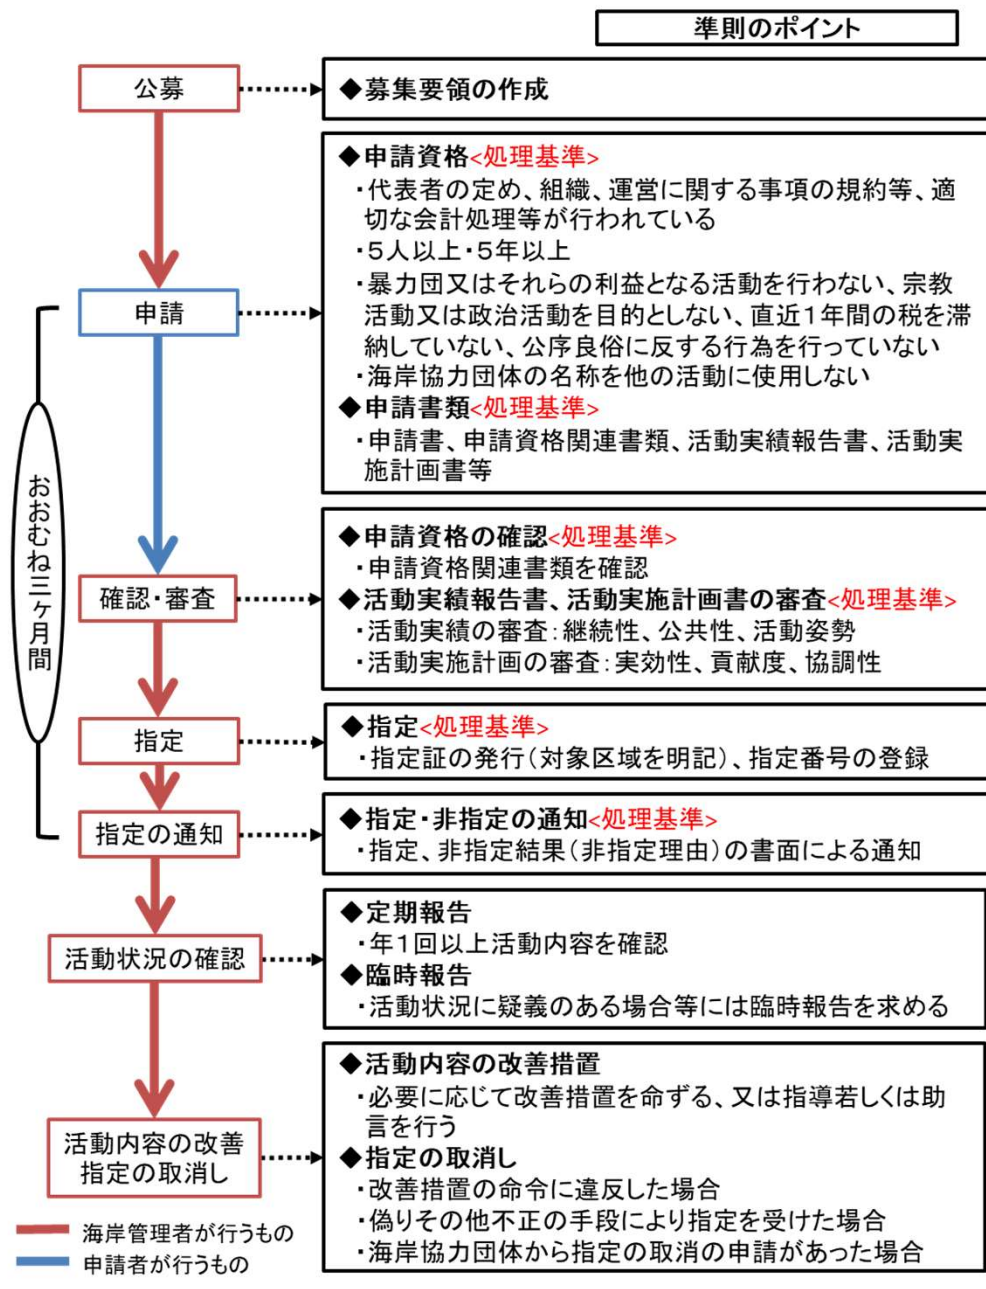 準則のポイント
公募
◆募集要領の作成
◆申請資格<処理基準>
・代表者の定め、組織、運営に関する事項の規約等、適
切な会計処理等が行われている
・5人以上・5年以上
・暴力団又はそれらの利益となる活動を行わない、宗教
活動又は政治活動を目的としない、直近1年間の税を滞
納していない、公序良俗に反する行為を行っていない
・海岸協力団体の名称を他の活動に使用しない
◆申請書類<処理基準>
・申請書、申請資格関連書類、活動実績報告書、活動実
施計画書等
申請
おおむね三ヶ月間
確認・審査
◆申請資格の確認<処理基準>
・申請資格関連書類を確認
◆活動実績報告書、活動実施計画書の審査<処理基準>
・活動実績の審査：継続性、公共性、活動姿勢
・活動実施計画の審査：実効性、貢献度、協調性
指定
◆指定<処理基準>
・指定証の発行（対象区域を明記）、指定番号の登録
指定の通知
◆指定・非指定の通知<処理基準>
・指定、非指定結果（非指定理由）の書面による通知
活動状況の確認
◆定期報告
・年1回以上活動内容を確認
◆臨時報告
・活動状況に疑義のある場合等には臨時報告を求める
活動内容の改善
指定の取消し
◆活動内容の改善措置
・必要に応じて改善措置を命ずる、又は指導若しくは助
言を行う
◆指定の取消し
・改善措置の命令に違反した場合
・偽りその他不正の手段により指定を受けた場合
・海岸協力団体から指定の取消の申請があった場合
海岸管理者が行うもの
申請者が行うもの